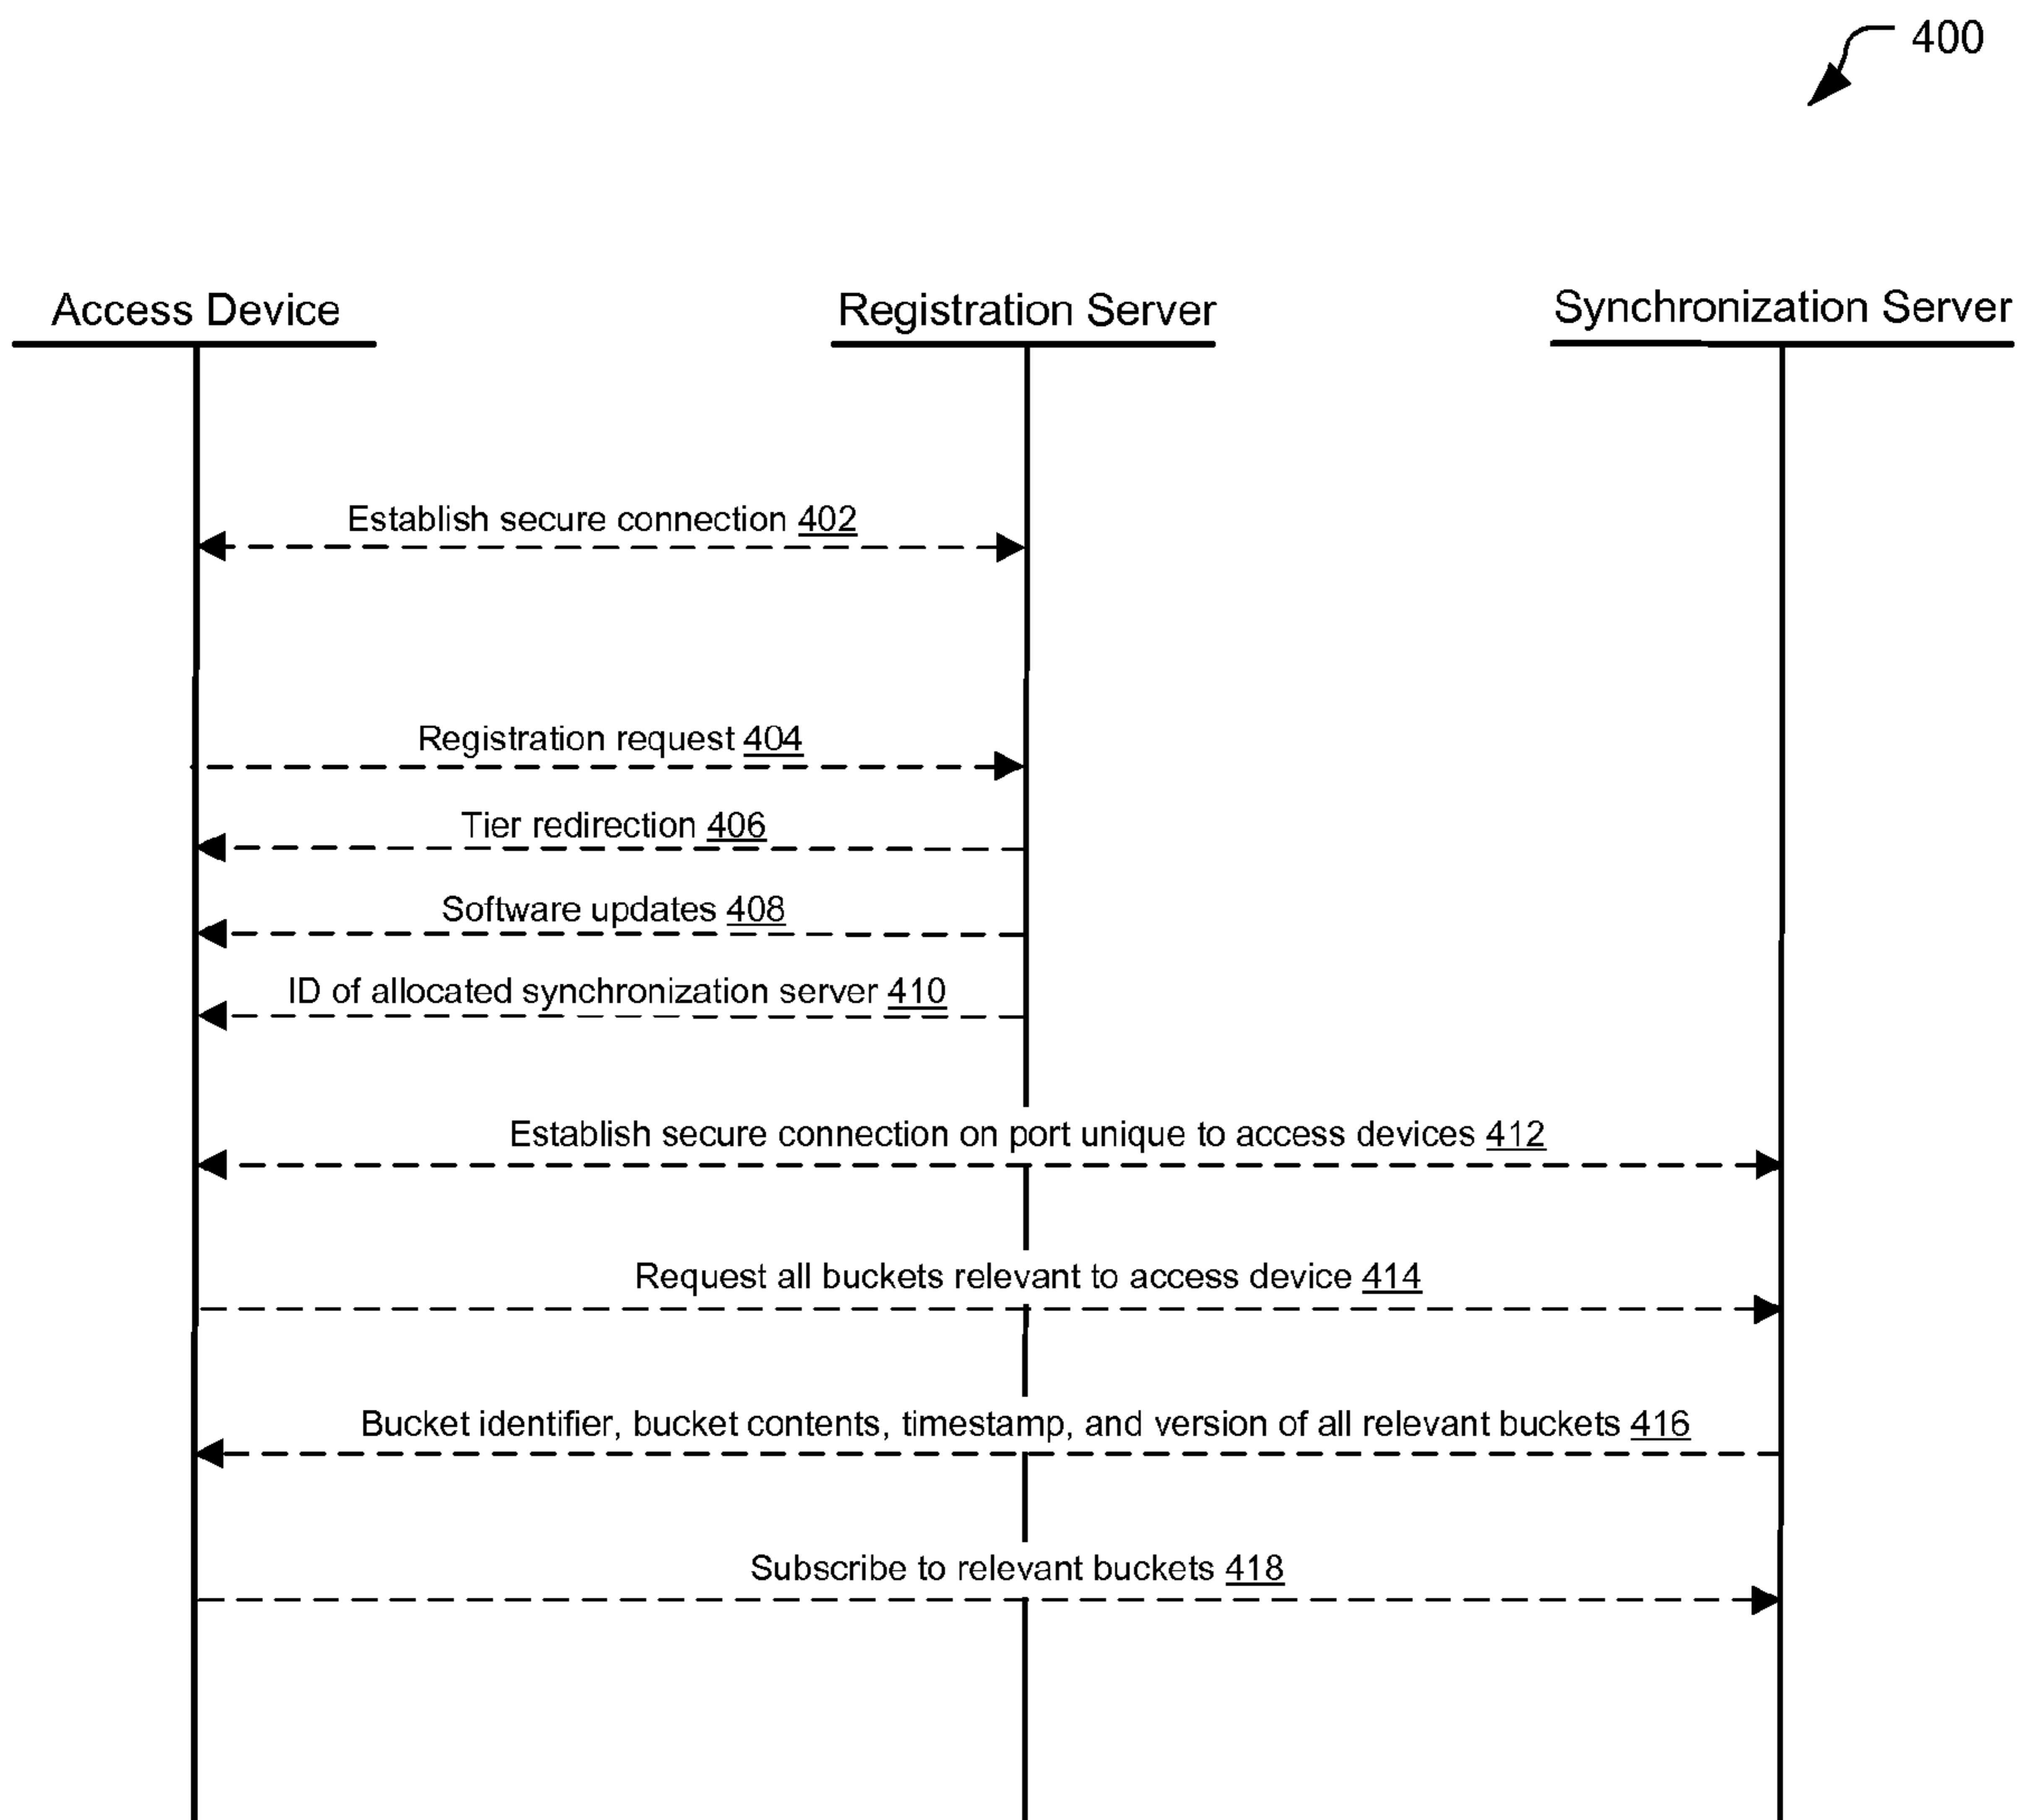 400
Access Device
Registration Server
Synchronization Server
Establish secure connection 402
Registration request 404
Tier redirection 406
Software updates 408
ID of allocated synchronization server 410
Establish secure connection on port unique to access devices 412
Request all buckets relevant to access device 414
Bucket identifier, bucket contents, timestamp, and version of all relevant buckets 416
Subscribe to relevant buckets 418